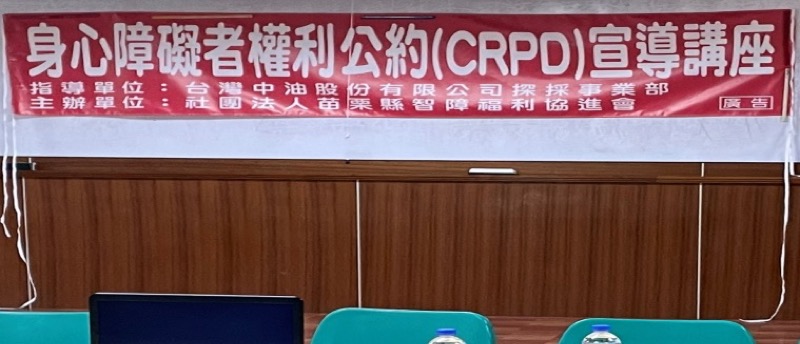 身心障礙者權利公約(CRPD)宣導講座
指導單位：台灣中油股份有限公司探採事業部
主辦單位：社團法人苗栗縣智障福利協進會
廣告